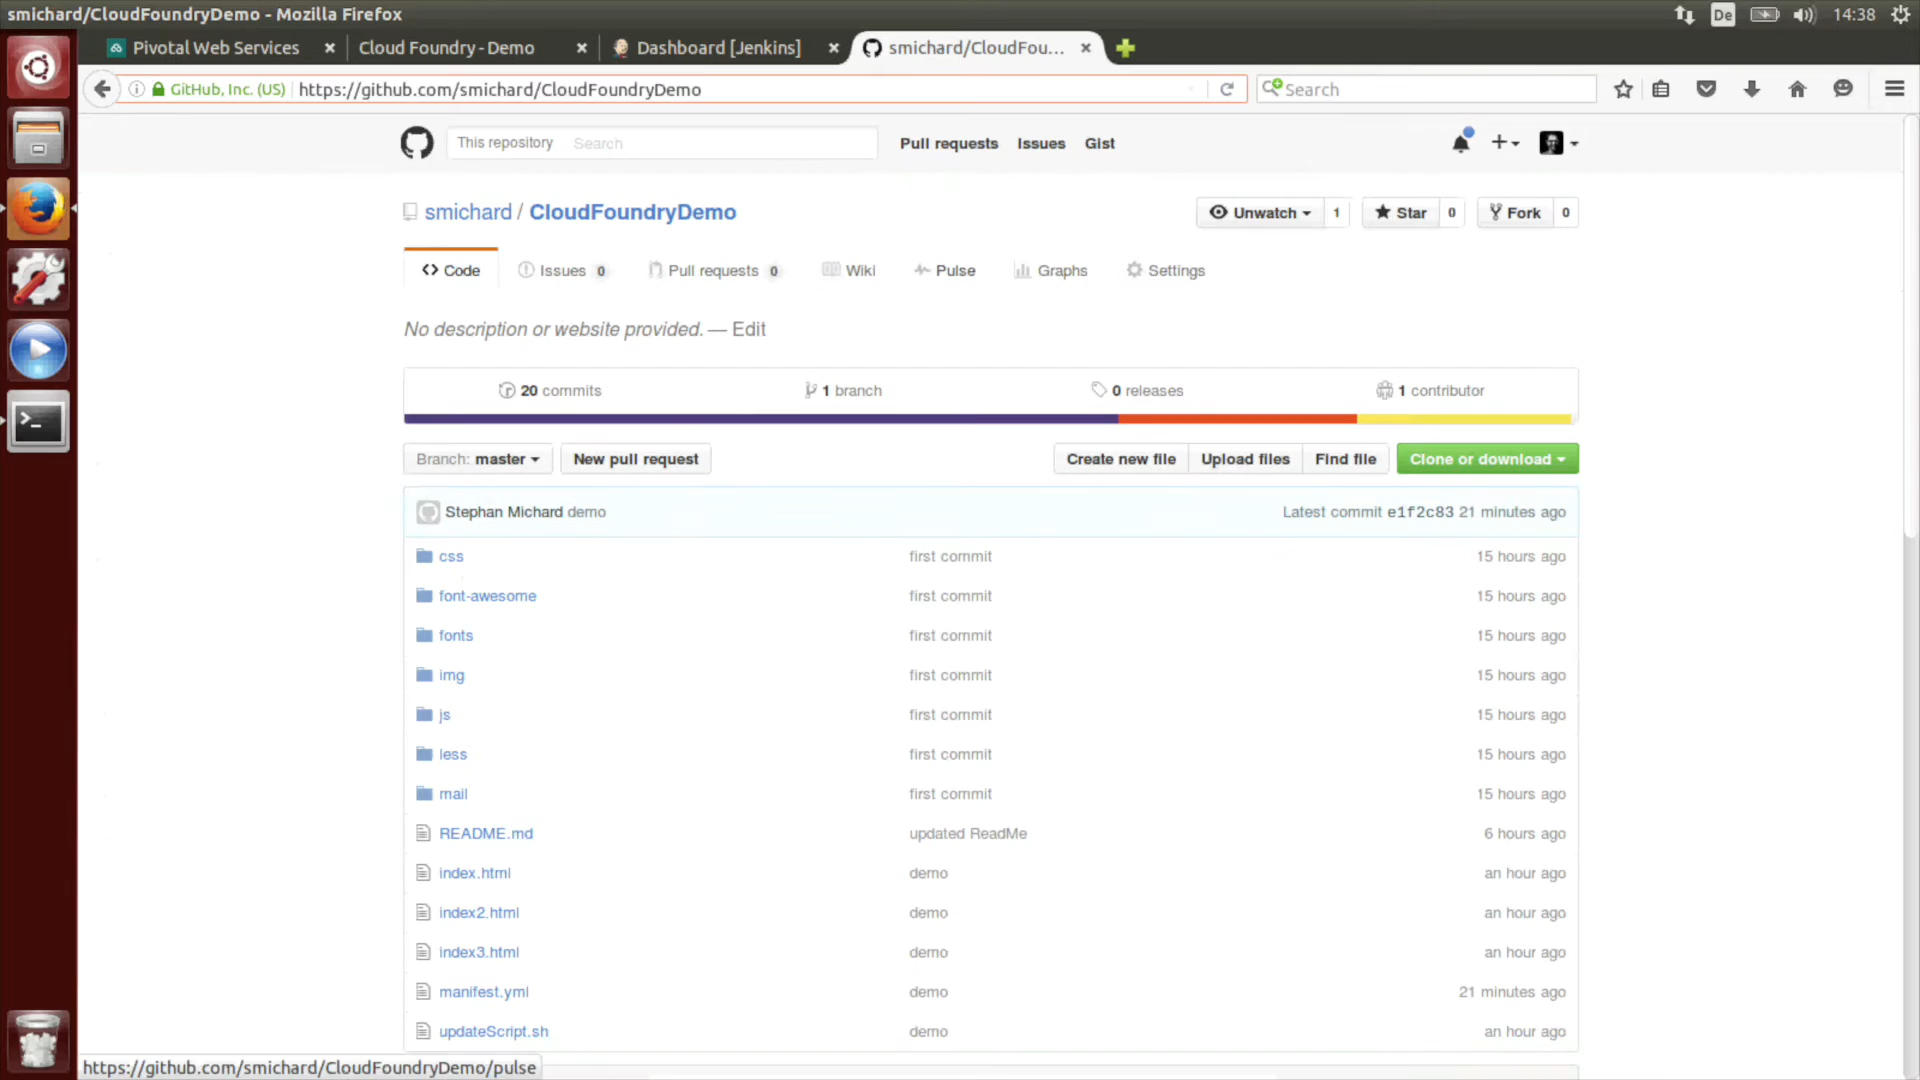 smichard/CloudFoundryDemo - Mozilla Firefox
De
14:38
Pivotal Web Services
Cloud Foundry - Demo
Dashboard [Jenkins]
smichard/CloudFou...
GitHub, Inc. (US)
https://github.com/smichard/CloudFoundryDemo
Search
This repository
Search
Pull requests
Issues
Gist
smichard / CloudFoundryDemo
Unwatch
1
Star
0
Fork
0
Code
Issues 0
Pull requests 0
Wiki
Pulse
Graphs
Settings
No description or website provided. — Edit
20 commits
1 branch
0 releases
1 contributor
Branch: master
New pull request
Create new file
Upload files
Find file
Clone or download
Stephan Michard demo
Latest commit e1f2c83 21 minutes ago
css
first commit
15 hours ago
font-awesome
first commit
15 hours ago
fonts
first commit
15 hours ago
img
first commit
15 hours ago
js
first commit
15 hours ago
less
first commit
15 hours ago
mail
first commit
15 hours ago
README.md
updated ReadMe
6 hours ago
index.html
demo
an hour ago
index2.html
demo
an hour ago
index3.html
demo
an hour ago
manifest.yml
demo
21 minutes ago
updateScript.sh
demo
an hour ago
https://github.com/smichard/CloudFoundryDemo/pulse